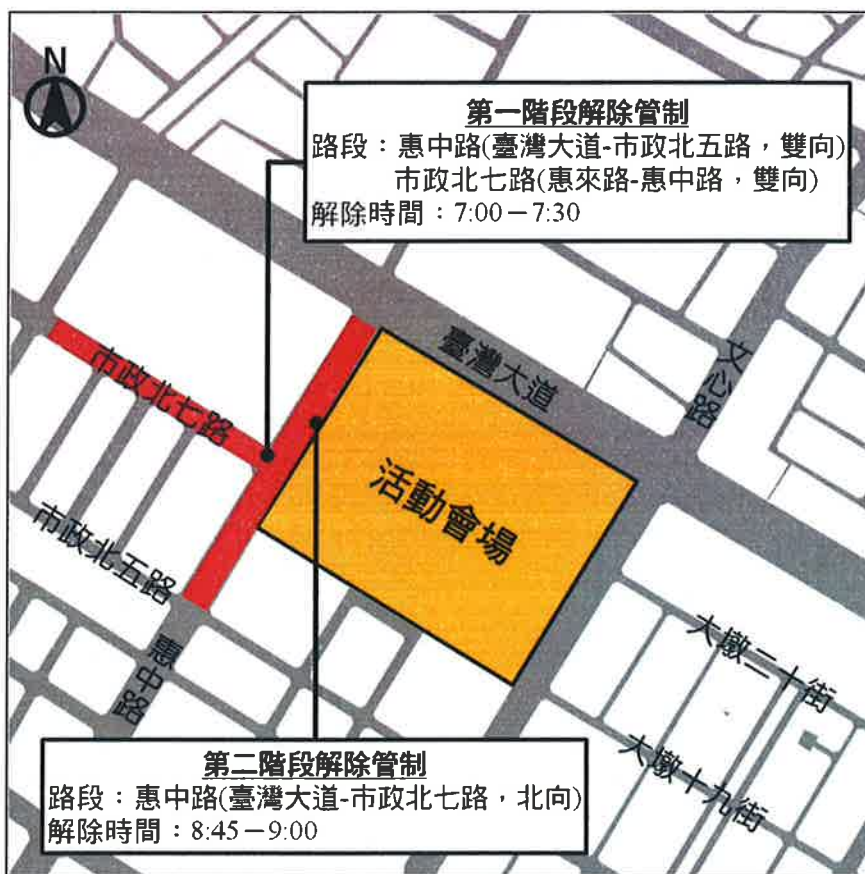 N
第一階段解除管制
路段：惠中路(臺灣大道-市政北五路，雙向)
市政北七路(惠來路-惠中路，雙向)
解除時間：7:00－7:30
臺灣大道
文心路
市政北七路
活動會場
市政北五路
惠中路
大墩二十街
大墩十九街
第二階段解除管制
路段：惠中路(臺灣大道-市政北七路，北向)
解除時間：8:45－9:00